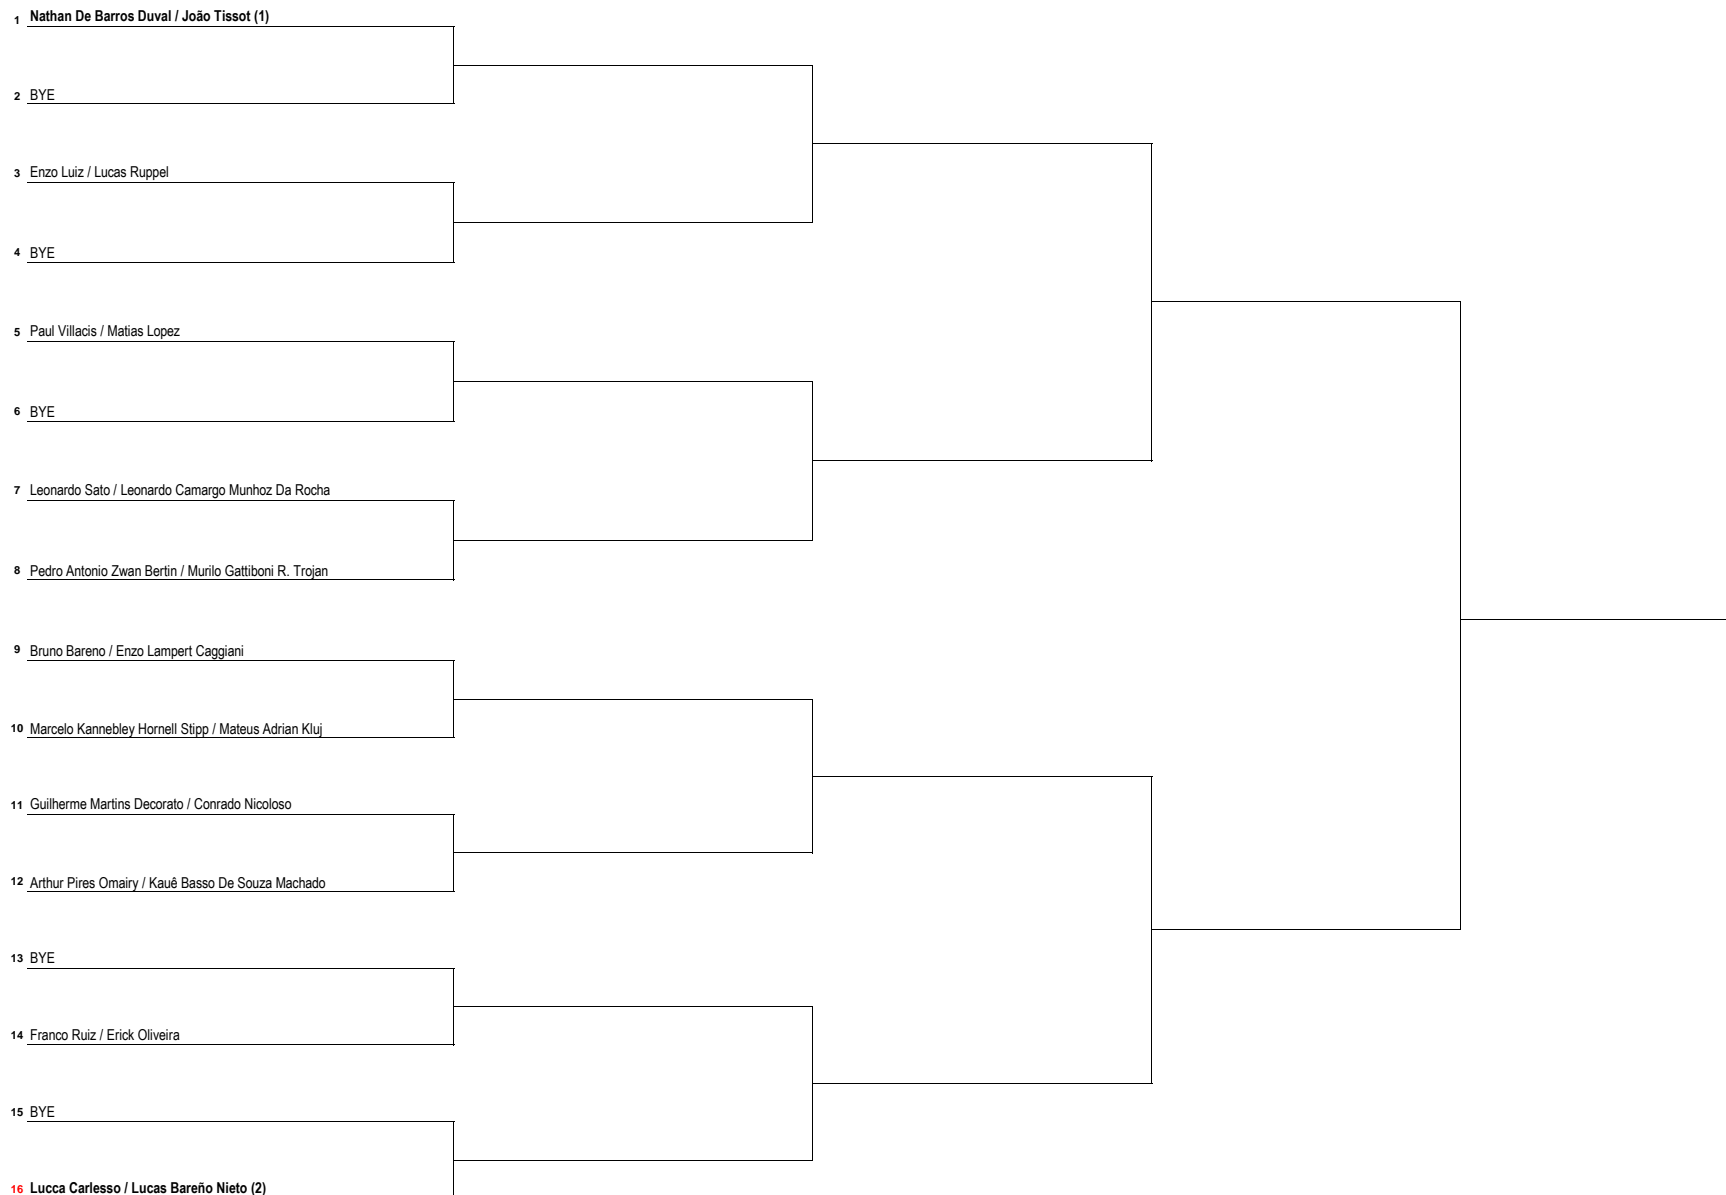 1 Nathan De Barros Duval / João Tissot (1)
2 BYE
3 Enzo Luiz / Lucas Ruppel
4 BYE
5 Paul Villacis / Matias Lopez
6 BYE
7 Leonardo Sato / Leonardo Camargo Munhoz Da Rocha
8 Pedro Antonio Zwan Bertin / Murilo Gattiboni R. Trojan
9 Bruno Bareno / Enzo Lampert Caggiani
10 Marcelo Kannebley Hornell Stipp / Mateus Adrian Kluj
11 Guilherme Martins Decorato / Conrado Nicoloso
12 Arthur Pires Omairy / Kauê Basso De Souza Machado
13 BYE
14 Franco Ruiz / Erick Oliveira
15 BYE
16 Lucca Carlesso / Lucas Bareño Nieto (2)